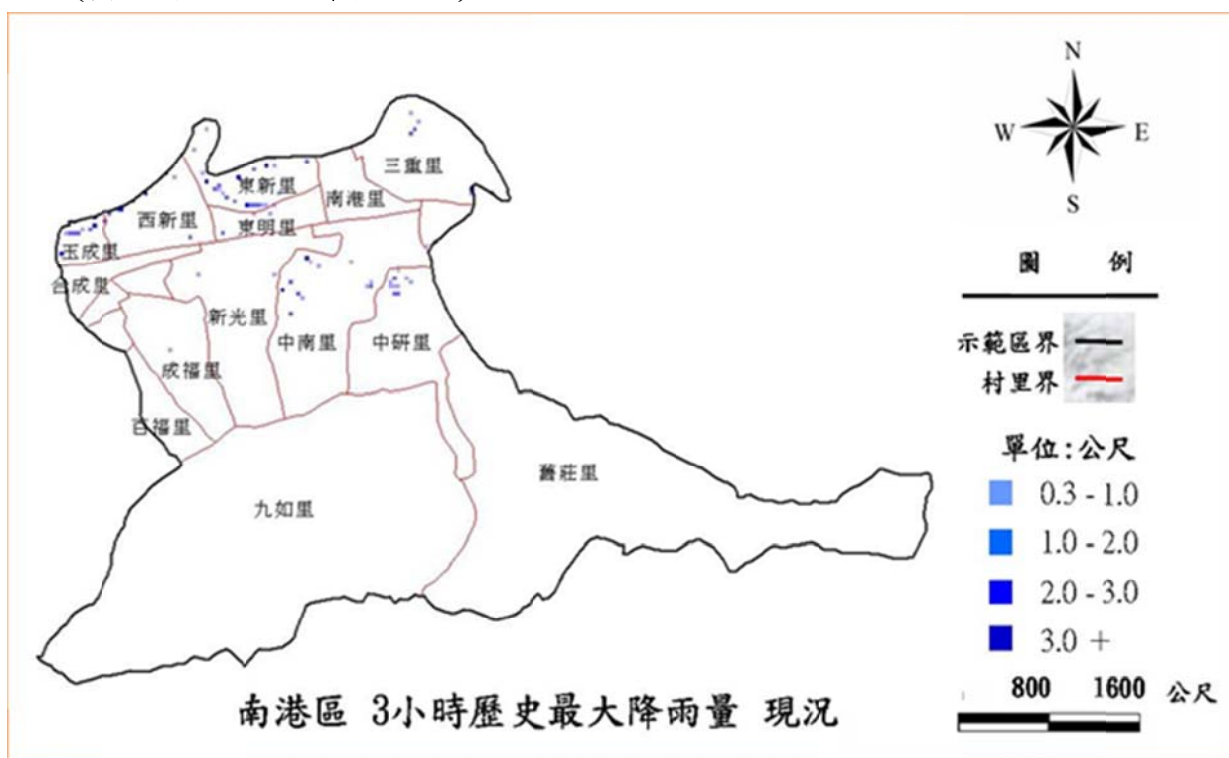 N
W E
S
三重里
東新里
南港里
西新里
東明里
玉成里
合成里
新光里
中南里
中研里
成福里
百福里
舊莊里
九如里
圖 例
示範區界
村里界
單位:公尺
0.3 - 1.0
1.0 - 2.0
2.0 - 3.0
3.0 +
800 1600 公尺
南港區 3小時歷史最大降雨量 現況